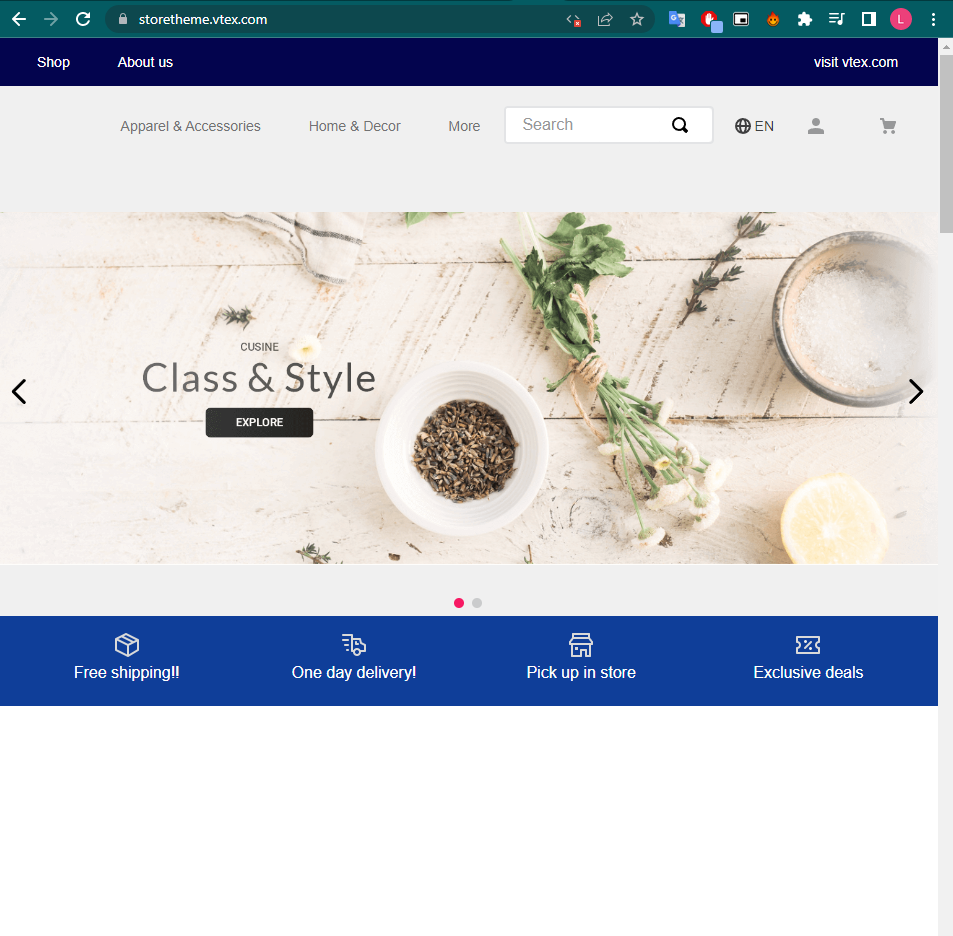 storetheme.vtex.com
L
Shop About us visit vtex.com
Apparel & Accessories Home & Decor More Search EN
CUSINE
Class & Style
EXPLORE
Free shipping!! One day delivery! Pick up in store Exclusive deals